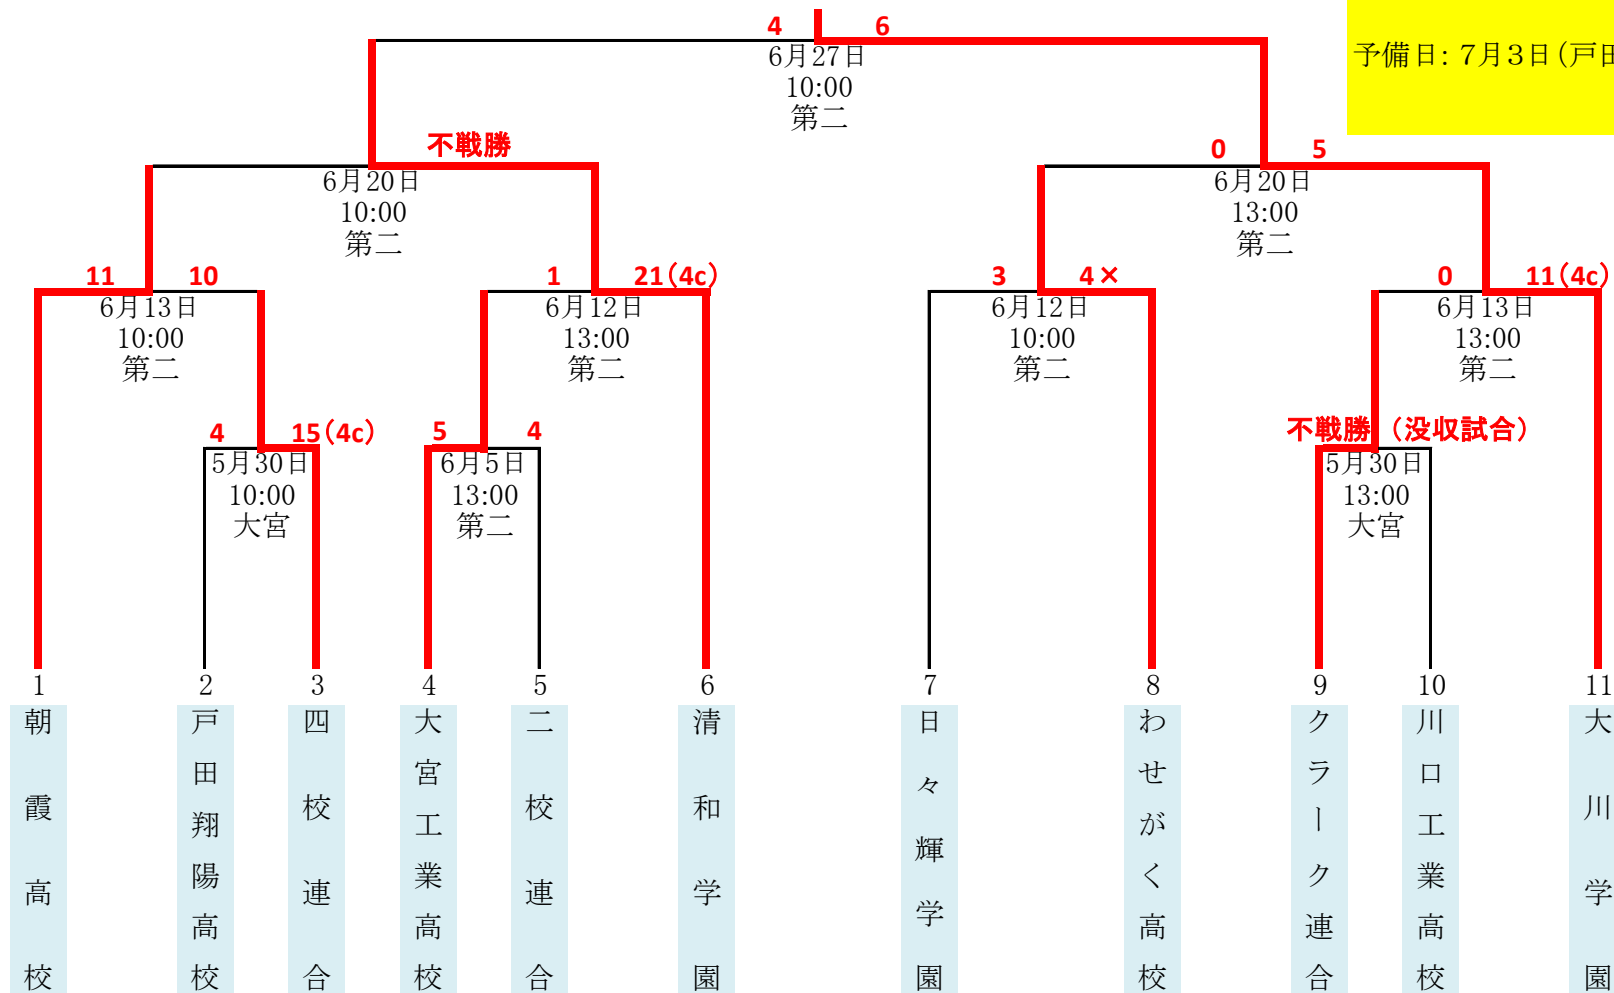 4 6
予備日：7月3日（戸田
6月27日
10:00
第二
不戦勝
0 5
6月20日
10:00
第二
6月20日
13:00
第二
11 10
6月13日
10:00
第二
1 21(4c)
6月12日
13:00
第二
3 4×
6月12日
10:00
第二
0 11(4c)
6月13日
13:00
第二
4 15(4c)
5月30日
10:00
大宮
5 4
6月5日
13:00
第二
不戦勝（没収試合）
5月30日
13:00
大宮
1 2 3 4 5 6 7 8 9 10 11
朝霞高校
戸田翔陽高校
四校連合
大宮工業高校
二校連合
清和学園
日々輝学園
わせがく高校
クラーク連合
川口工業高校
大川学園